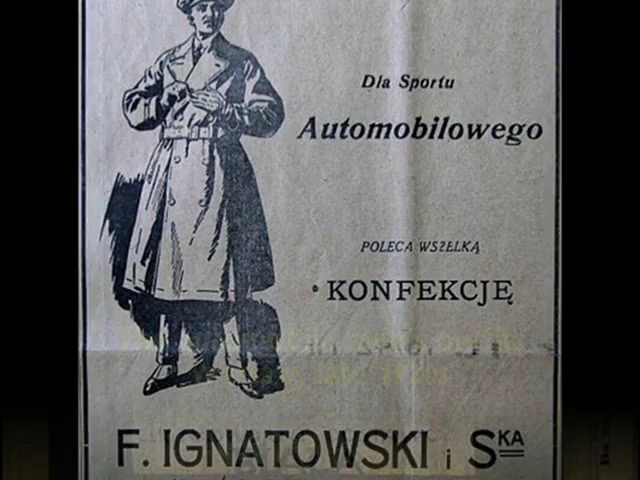 Dla Sportu
Automobilowego
POLECA WSZELKĄ
KONFEKCJĘ
F. IGNATOWSKI i SKA